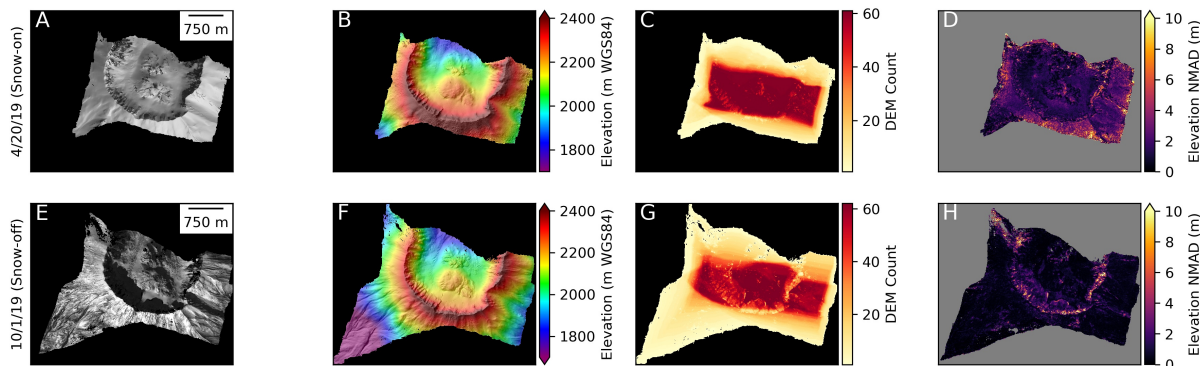 4/20/19 (Snow-on)
A
750 m
B
2400
2200
2000
1800
Elevation (m WGS84)
C
60
40
20
DEM Count
D
10
8
6
4
2
0
Elevation NMAD (m)
10/1/19 (Snow-off)
E
750 m
F
2400
2200
2000
1800
Elevation (m WGS84)
G
60
40
20
DEM Count
H
10
8
6
4
2
0
Elevation NMAD (m)